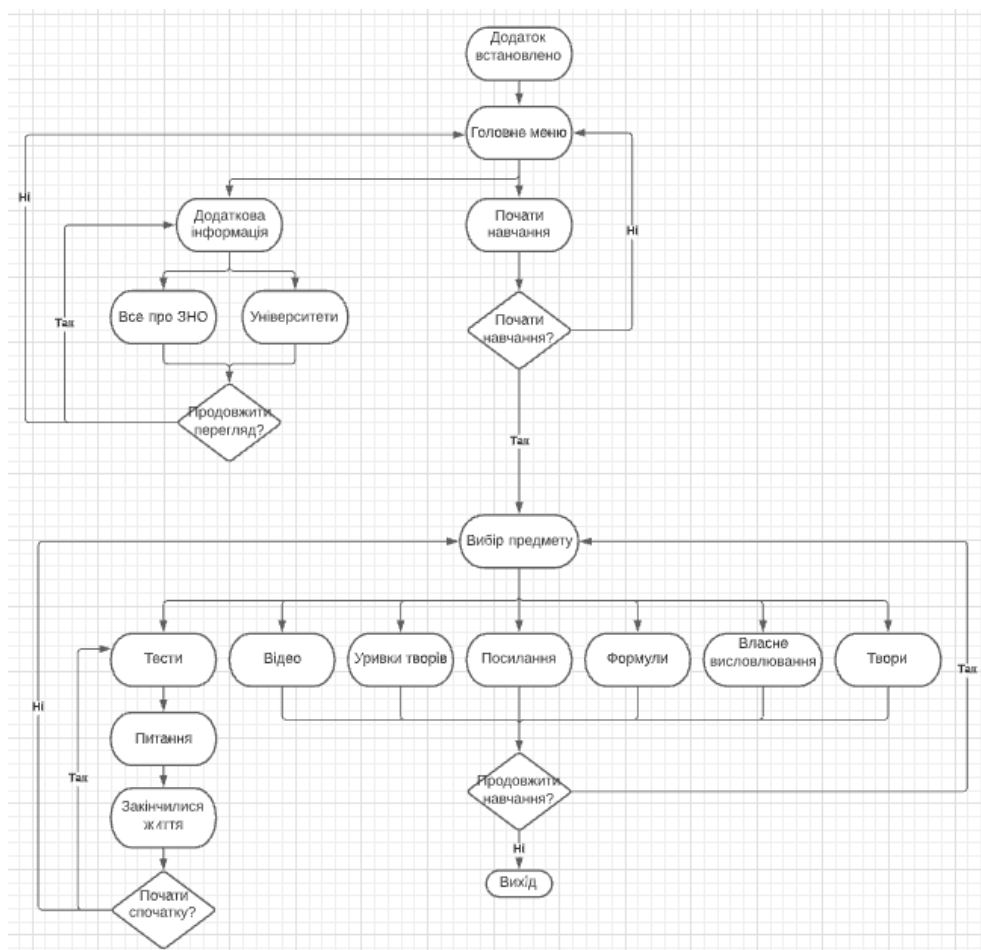 Додаток
встановлено
Головне меню
Ні
Додаткова
інформація
Почати
навчання
Ні
Все про ЗНО
Університети
Так
Почати
навчання?
Продовжити
перегляд?
Так
Вибір предмету
Тести
Відео
Уривки творів
Посилання
Формули
Власне
висловлювання
Твори
Так
Ні
Питання
Так
Продовжити
навчання?
Закінчилися
життя
Ні
Вихід
Почати
спочатку?